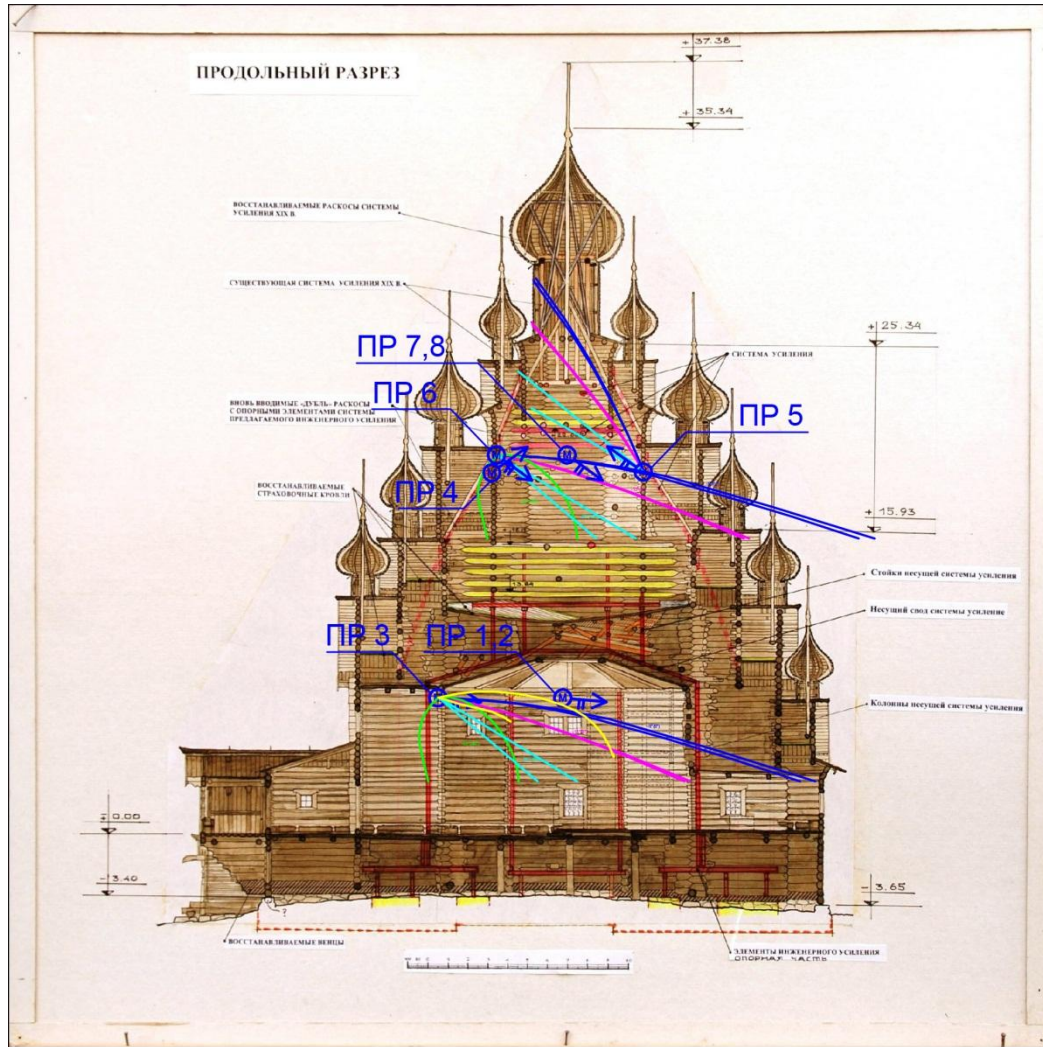 + 37.38
ПРОДОЛЬНЫЙ РАЗРЕЗ
+ 35.34
ВОССТАНАВЛИВАЕМЫЕ РАСКОСЫ СИСТЕМЫ
УСИЛЕНИЯ XIX В.
СУЩЕСТВУЮЩАЯ СИСТЕМА УСИЛЕНИЯ XIX В.
+ 25.34
ПР 7,8
СИСТЕМА УСИЛЕНИЯ
ПР 6
ВНОВЬ ВВОДИМЫЕ «ДУБЛЬ» РАСКОСЫ
С ОПОРНЫМИ ЭЛЕМЕНТАМИ СИСТЕМЫ
ПРЕДЛАГАЕМОГО ИНЖЕНЕРНОГО УСИЛЕНИЯ
ПР 5
М
М
М
ПР 4
ВОССТАНАВЛИВАЕМЫЕ
СТРАХОВОЧНЫЕ КРОВЛИ
+ 15.93
Стойки несущей системы усиления
Несущий свод системы усиление
ПР 3
ПР 1,2
М
Колонны несущей системы усиления
0.00
- 3.40
- 3.65
?
ВОССТАНАВЛИВАЕМЫЕ ВЕНЦЫ
ЭЛЕМЕНТЫ ИНЖЕНЕРНОГО УСИЛЕНИЯ
ОПОРНАЯ ЧАСТЬ